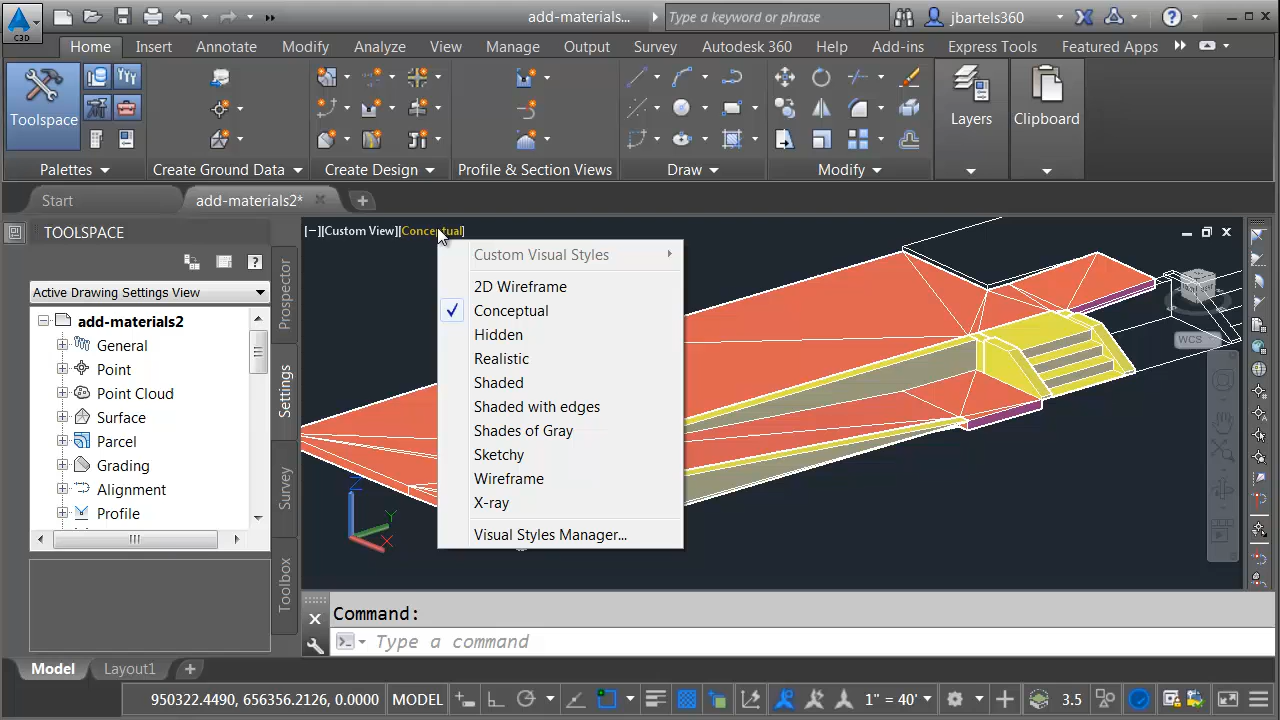 add-materials...
Type a keyword or phrase
jbartels360
C3D
Home
Insert
Annotate
Modify
Analyze
View
Manage
Output
Survey
Autodesk 360
Help
Add-ins
Express Tools
Featured Apps
Toolspace
Layers
Clipboard
Palettes
Create Ground Data
Create Design
Profile & Section Views
Draw
Modify
Start
add-materials2*
TOOLSPACE
Active Drawing Settings View
add-materials2
General
Point
Point Cloud
Surface
Parcel
Grading
Alignment
Profile
Prospector
Settings
Survey
Toolbox
[−][Custom View][Conceptual]
Custom Visual Styles
2D Wireframe
Conceptual
Hidden
Realistic
Shaded
Shaded with edges
Shades of Gray
Sketchy
Wireframe
X-ray
Visual Styles Manager...
WCS
Z
Y
X
Command:
Type a command
Model
Layout1
950322.4490, 656356.2126, 0.0000
MODEL
1" = 40'
3.5